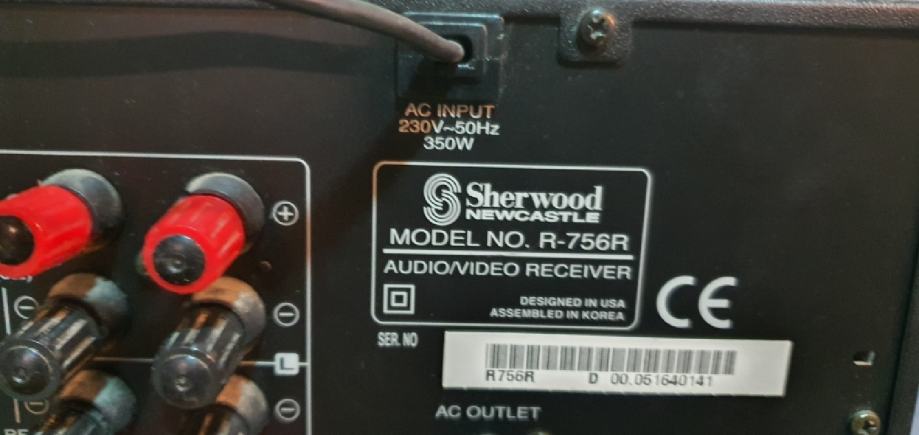 AC INPUT
230V~50Hz
350W
Sherwood
NEWCASTLE
MODEL NO. R-756R
AUDIO/VIDEO RECEIVER
DESIGNED IN USA
ASSEMBLED IN KOREA
CE
+
−
L
−
−
−
SER. NO
R756R D 00.051640141
AC OUTLET